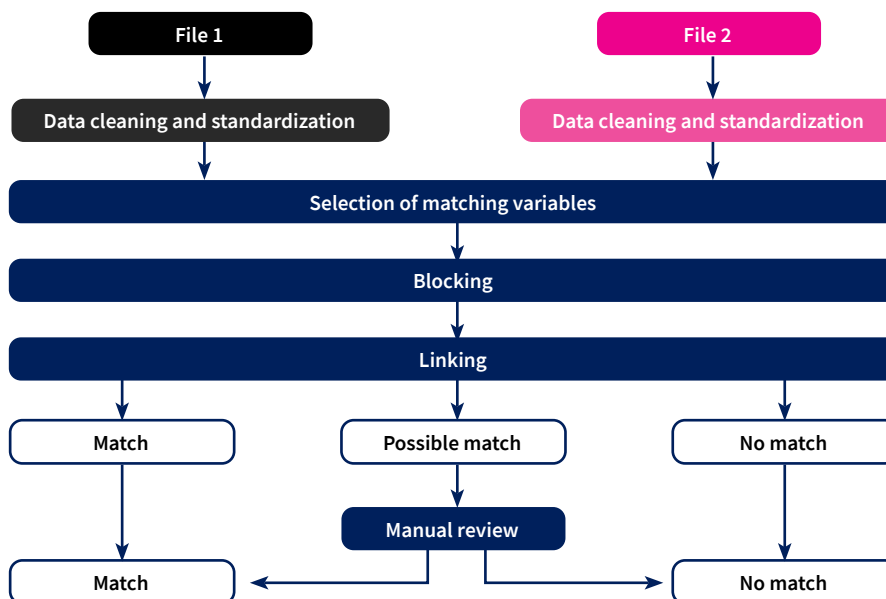 File 1
File 2
Data cleaning and standardization
Data cleaning and standardization
Selection of matching variables
Blocking
Linking
Match
Possible match
No match
Manual review
Match
No match